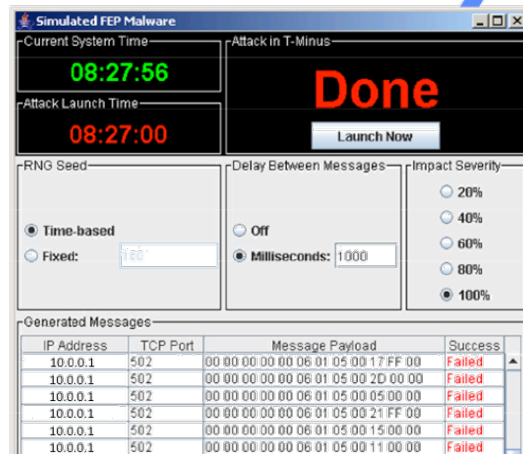 Simulated FEP Malware
Current System Time
08:27:56
Attack Launch Time
08:27:00
Attack in T-Minus
Done
Launch Now
RNG Seed
Time-based
Fixed:
Delay Between Messages
Off
Milliseconds: 1000
Impact Severity
20%
40%
60%
80%
100%
Generated Messages
IP Address TCP Port Message Payload Success
10.0.0.1 502 00 00 00 00 00 06 01 05 00 17 FF 00 Failed
10.0.0.1 502 00 00 00 00 00 06 01 05 00 2D 00 00 Failed
10.0.0.1 502 00 00 00 00 00 06 01 05 00 05 00 00 Failed
10.0.0.1 502 00 00 00 00 00 06 01 05 00 21 FF 00 Failed
10.0.0.1 502 00 00 00 00 00 06 01 05 00 15 00 00 Failed
10.0.0.1 502 00 00 00 00 00 06 01 05 00 11 00 00 Failed